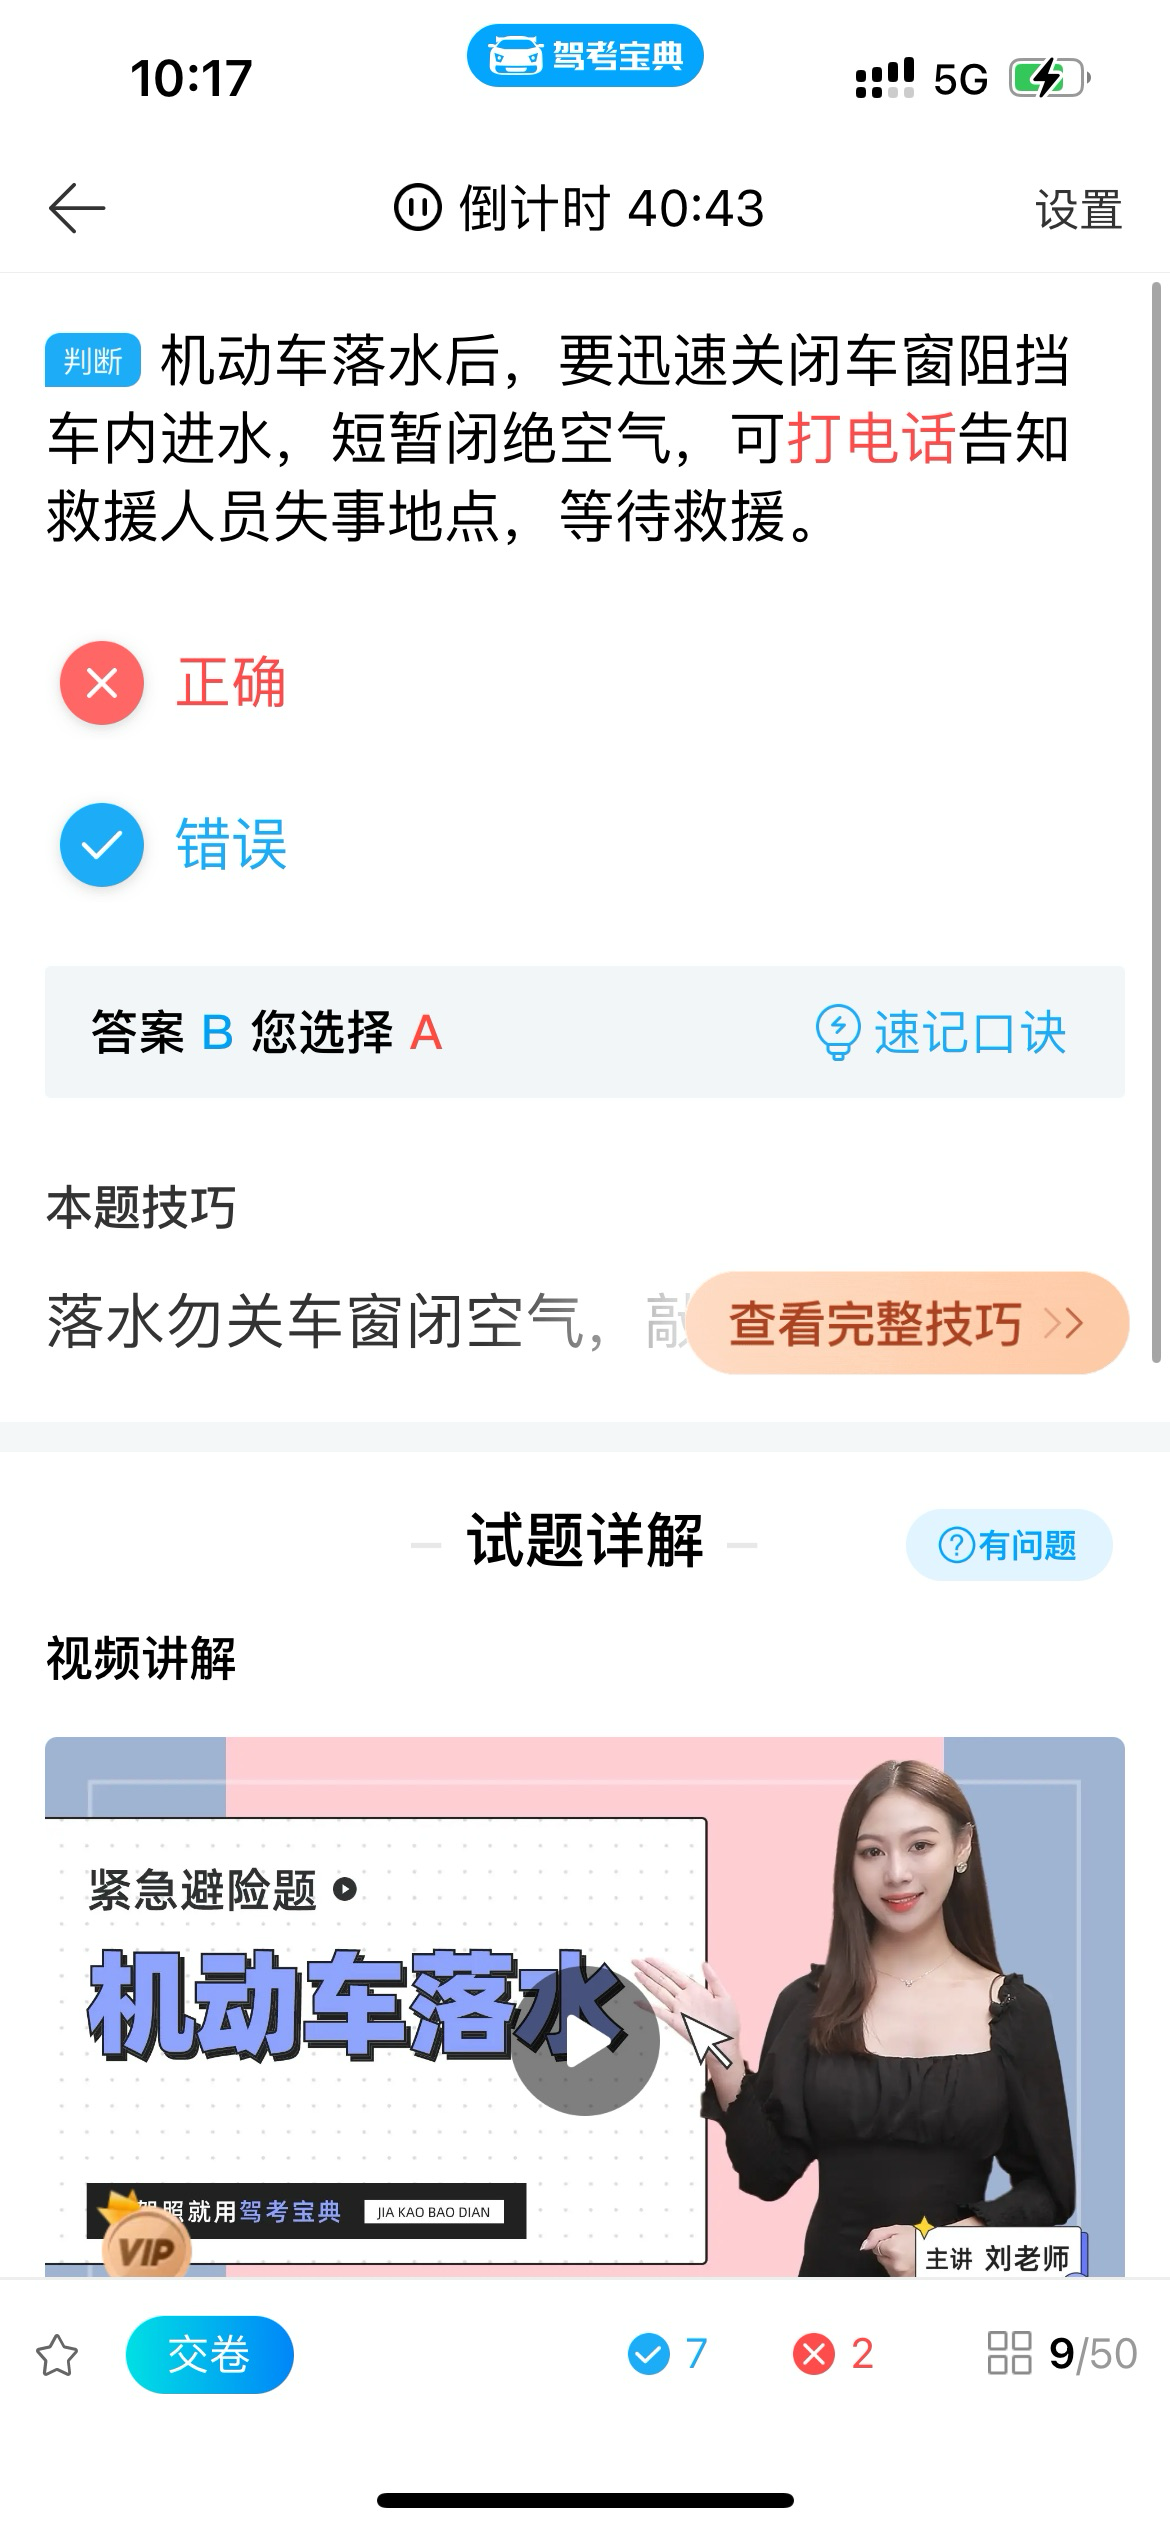 10:17
驾考宝典
5G
倒计时 40:43
设置
判断 机动车落水后，要迅速关闭车窗阻挡
车内进水，短暂闭绝空气，可打电话告知
救援人员失事地点，等待救援。
正确
错误
答案 B 您选择 A
速记口诀
本题技巧
落水勿关车窗闭空气，敲
查看完整技巧
试题详解
有问题
视频讲解
紧急避险题
机动车落水
照就用驾考宝典 JIA KAO BAO DIAN
VIP
主讲 刘老师
交卷
7
2
9/50